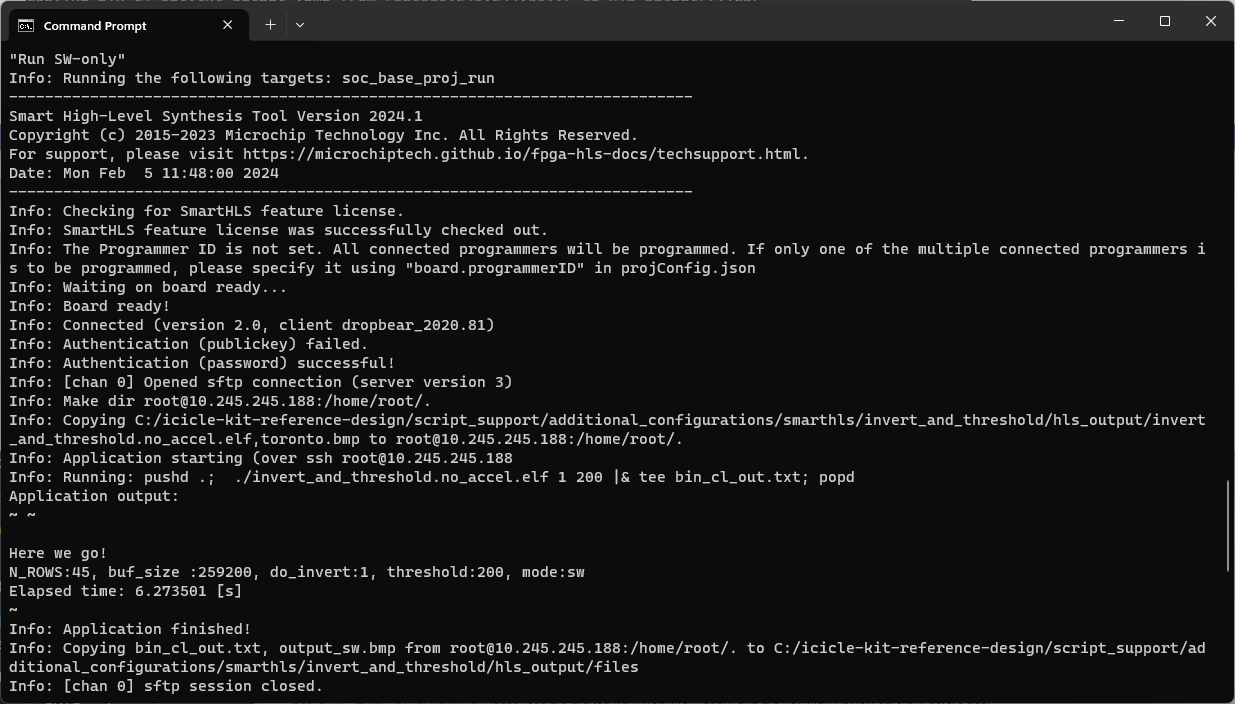 Command Prompt
"Run SW-only"
Info: Running the following targets: soc_base_proj_run
----------------------------------------------------------------------------
Smart High-Level Synthesis Tool Version 2024.1
Copyright (c) 2015-2023 Microchip Technology Inc. All Rights Reserved.
For support, please visit https://microchiptech.github.io/fpga-hls-docs/techsupport.html.
Date: Mon Feb  5 11:48:00 2024
----------------------------------------------------------------------------
Info: Checking for SmartHLS feature license.
Info: SmartHLS feature license was successfully checked out.
Info: The Programmer ID is not set. All connected programmers will be programmed. If only one of the multiple connected programmers i
s to be programmed, please specify it using "board.programmerID" in projConfig.json
Info: Waiting on board ready...
Info: Board ready!
Info: Connected (version 2.0, client dropbear_2020.81)
Info: Authentication (publickey) failed.
Info: Authentication (password) successful!
Info: [chan 0] Opened sftp connection (server version 3)
Info: Make dir root@10.245.245.188:/home/root/.
Info: Copying C:/icicle-kit-reference-design/script_support/additional_configurations/smarthls/invert_and_threshold/hls_output/invert
_and_threshold.no_accel.elf,toronto.bmp to root@10.245.245.188:/home/root/.
Info: Application starting (over ssh root@10.245.245.188
Info: Running: pushd .;  ./invert_and_threshold.no_accel.elf 1 200 |& tee bin_cl_out.txt; popd
Application output:
~ ~
Here we go!
N_ROWS:45, buf_size :259200, do_invert:1, threshold:200, mode:sw
Elapsed time: 6.273501 [s]
~
Info: Application finished!
Info: Copying bin_cl_out.txt, output_sw.bmp from root@10.245.245.188:/home/root/. to C:/icicle-kit-reference-design/script_support/ad
ditional_configurations/smarthls/invert_and_threshold/hls_output/files
Info: [chan 0] sftp session closed.